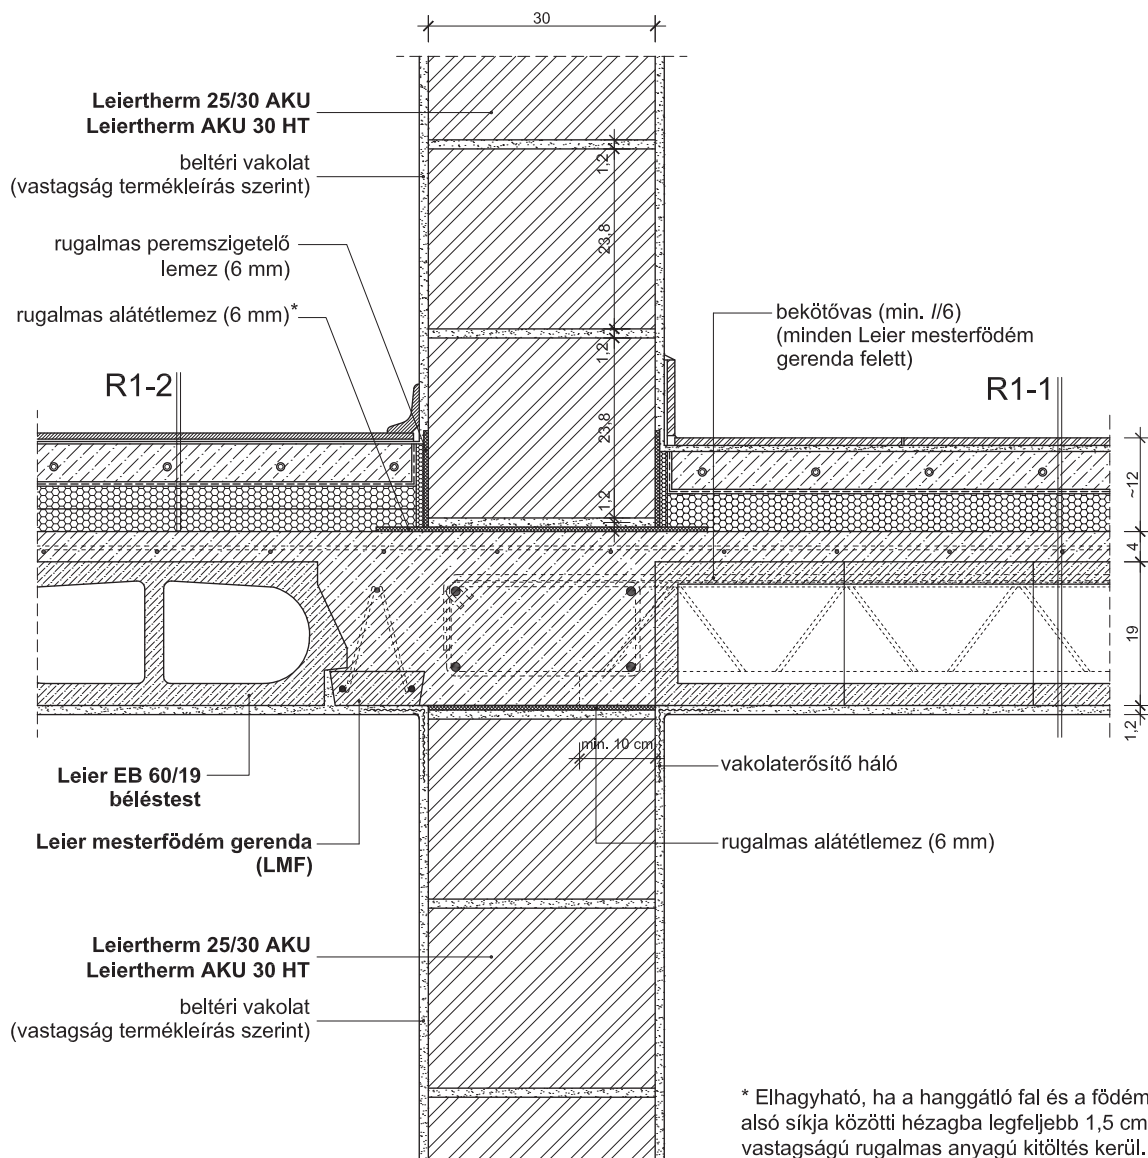 30
Leiertherm 25/30 AKU
Leiertherm AKU 30 HT
beltéri vakolat
(vastagság termékleírás szerint)
1,2
23,8
rugalmas peremszigetelő
lemez (6 mm)
rugalmas alátétlemez (6 mm)*
bekötővas (min. l/6)
(minden Leier mesterfödém
gerenda felett)
1,2
R1-2
R1-1
23,8
1,2
~12
4
19
1,2
min. 10 cm
vakolaterősítő háló
Leier EB 60/19
béléstest
Leier mesterfödém gerenda
(LMF)
rugalmas alátétlemez (6 mm)
Leiertherm 25/30 AKU
Leiertherm AKU 30 HT
beltéri vakolat
(vastagság termékleírás szerint)
* Elhagyható, ha a hanggátló fal és a födém
alsó síkja közötti hézagba legfeljebb 1,5 cm
vastagságú rugalmas anyagú kitöltés kerül.